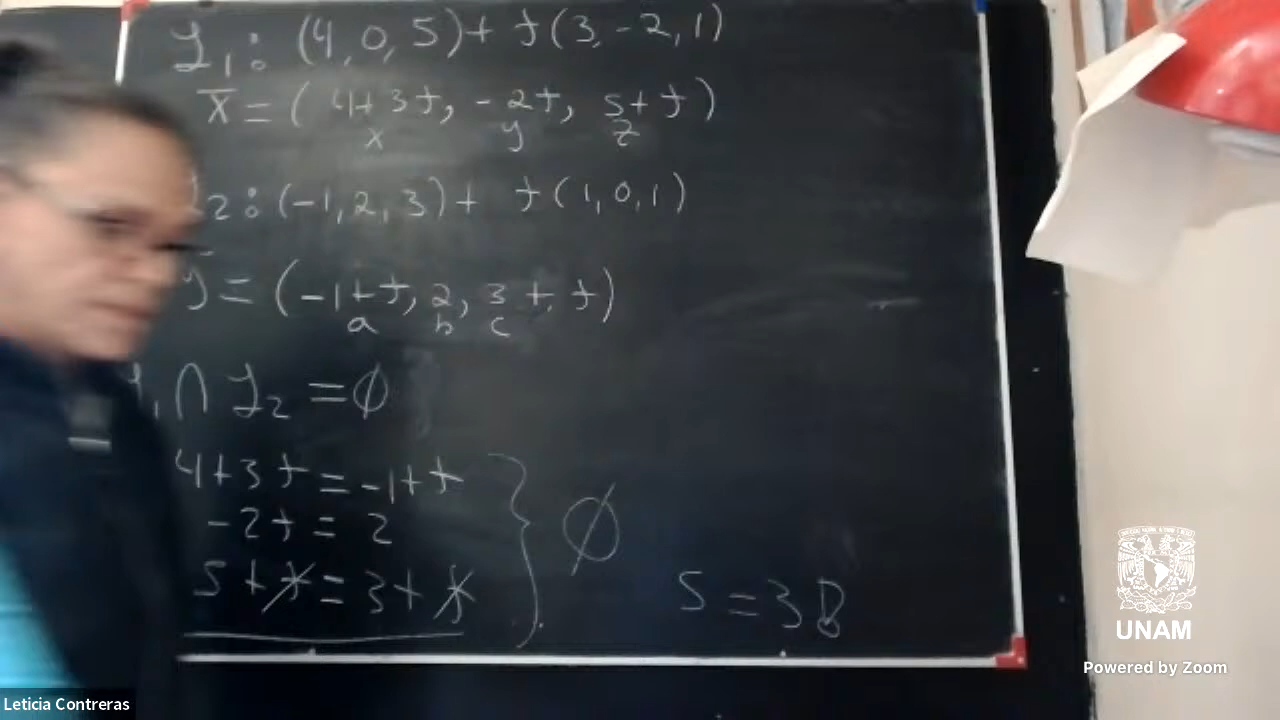 L₁: (4, 0, 5) + t(3, -2, 1)
x̄ = (4+3t, -2t, 5+t)
x y z
₂: (-1, 2, 3) + t(1, 0, 1)
ȳ = (-1+t, 2, 3+t)
a b c
₁ ∩ L₂ = ∅
4+3t = -1+t
-2t = 2
5+t = 3+t
∅
5 = 3 !
UNAM
Powered by Zoom
Leticia Contreras